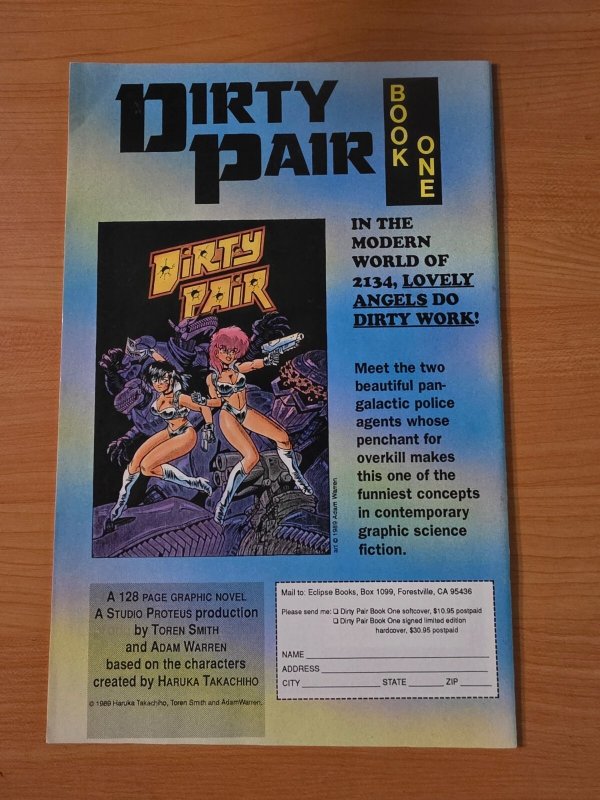 DIRTY
PAIR
BOOK
ONE
DIRTY
PAIR
art © 1989 Adam Warren
IN THE
MODERN
WORLD OF
2134, LOVELY
ANGELS DO
DIRTY WORK!
Meet the two
beautiful pan-
galactic police
agents whose
penchant for
overkill makes
this one of the
funniest concepts
in contemporary
graphic science
fiction.
A 128 PAGE GRAPHIC NOVEL
A STUDIO PROTEUS production
by TOREN SMITH
and ADAM WARREN
based on the characters
created by HARUKA TAKACHIHO
© 1989 Haruka Takachiho, Toren Smith and AdamWarren.
Mail to: Eclipse Books, Box 1099, Forestville, CA 95436
Please send me: ☐ Dirty Pair Book One softcover, $10.95 postpaid
☐ Dirty Pair Book One signed limited edition
hardcover, $30.95 postpaid
NAME
ADDRESS
CITY STATE ZIP